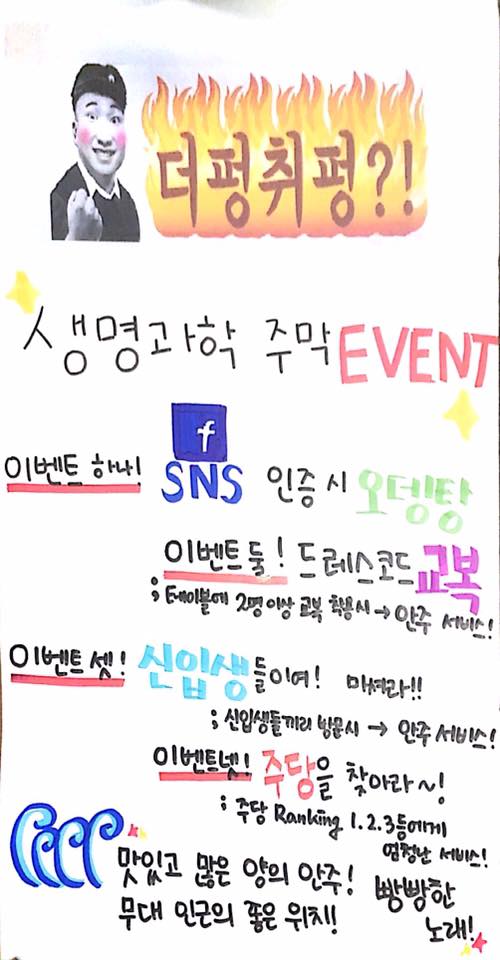 더펑취펑?!
생명과학 주막 EVENT
f
이벤트 하나! SNS 인증 시 오뎅탕
이벤트 둘! 드레스코드 교복
; 테이블에 2명 이상 교복 착용시 → 안주 서비스!
이벤트 셋! 신입생들이여! 마셔라!!
; 신입생들끼리 방문시 → 안주 서비스!
이벤트 넷! 주당을 찾아라~!
; 주당 Ranking 1.2.3등에게
엄청난 서비스!
맛있고 많은 양의 안주! 빵빵한
무대 인근의 좋은 위치! 노래!